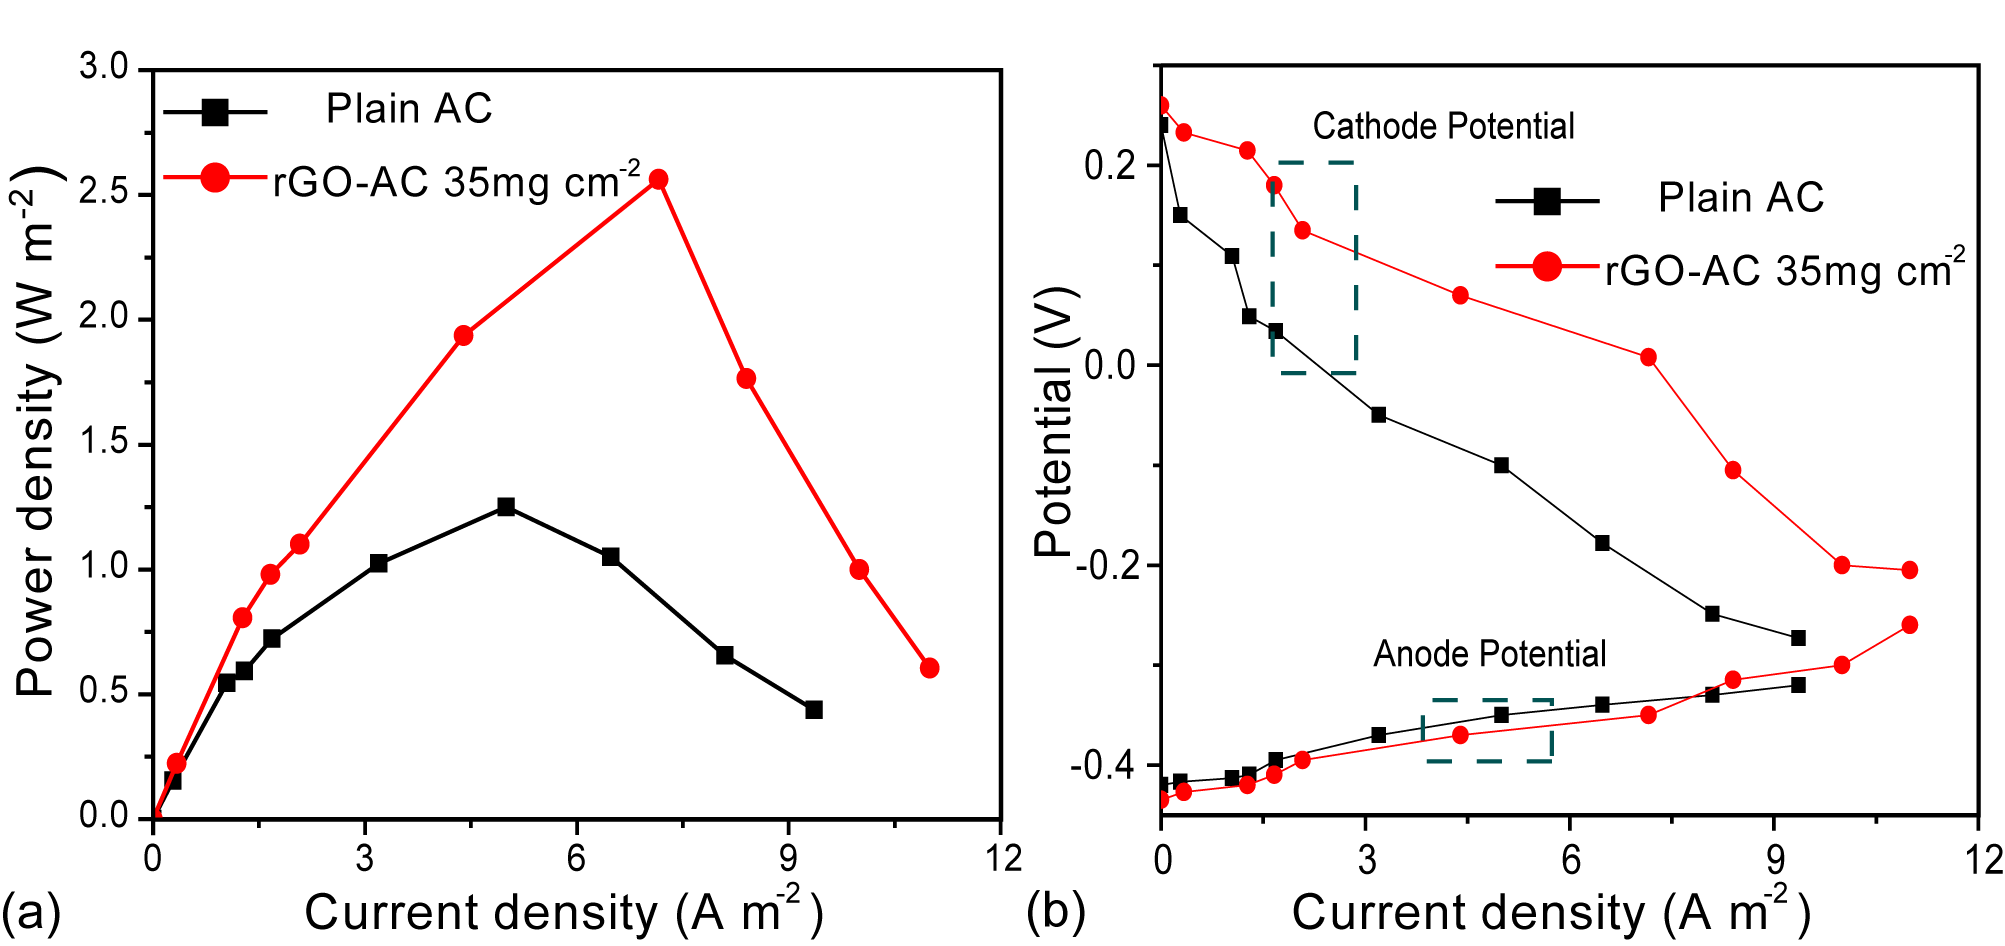 3.0
2.5
2.0
1.5
1.0
0.5
0.0
Power density (W m-2)
Plain AC
rGO-AC 35mg cm-2
0 3 6 9 12
Current density (A m-2)
(a)
0.2
0.0
-0.2
-0.4
Potential (V)
Cathode Potential
Plain AC
rGO-AC 35mg cm-2
Anode Potential
0 3 6 9 12
Current density (A m-2)
(b)